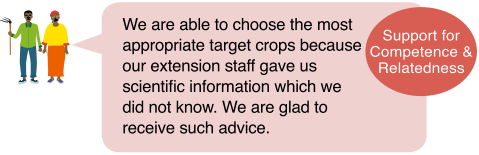 We are able to choose the most
appropriate target crops because
our extension staff gave us
scientific information which we
did not know. We are glad to
receive such advice.
Support for
Competence &
Relatedness